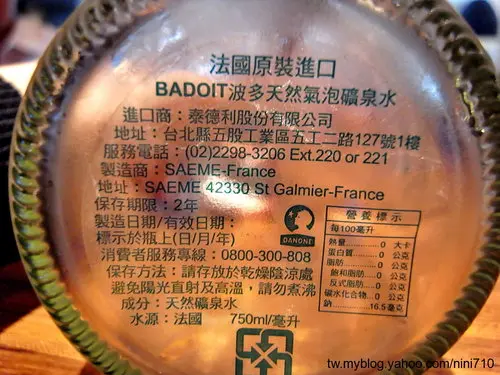 法國原裝進口
BADOIT波多天然氣泡礦泉水
進口商：泰德利股份有限公司
地址：台北縣五股工業區五工二路127號1樓
服務電話：(02)2298-3206 Ext.220 or 221
製造商：SAEME-France
地址：SAEME 42330 St Galmier-France
保存期限：2年
製造日期/有效日期：
標示於瓶上(日/月/年)
消費者服務專線：0800-300-808
保存方法：請存放於乾燥陰涼處
避免陽光直射及高溫，請勿煮沸
成分：天然礦泉水
水源：法國 750ml/毫升
DANONE
營養標示
每100毫升
熱量............0 大卡
蛋白質........0 公克
脂肪............0 公克
飽和脂肪....0 公克
反式脂肪....0 公克
碳水化合物...0 公克
鈉............16.5毫克
tw.myblog.yahoo.com/nini710